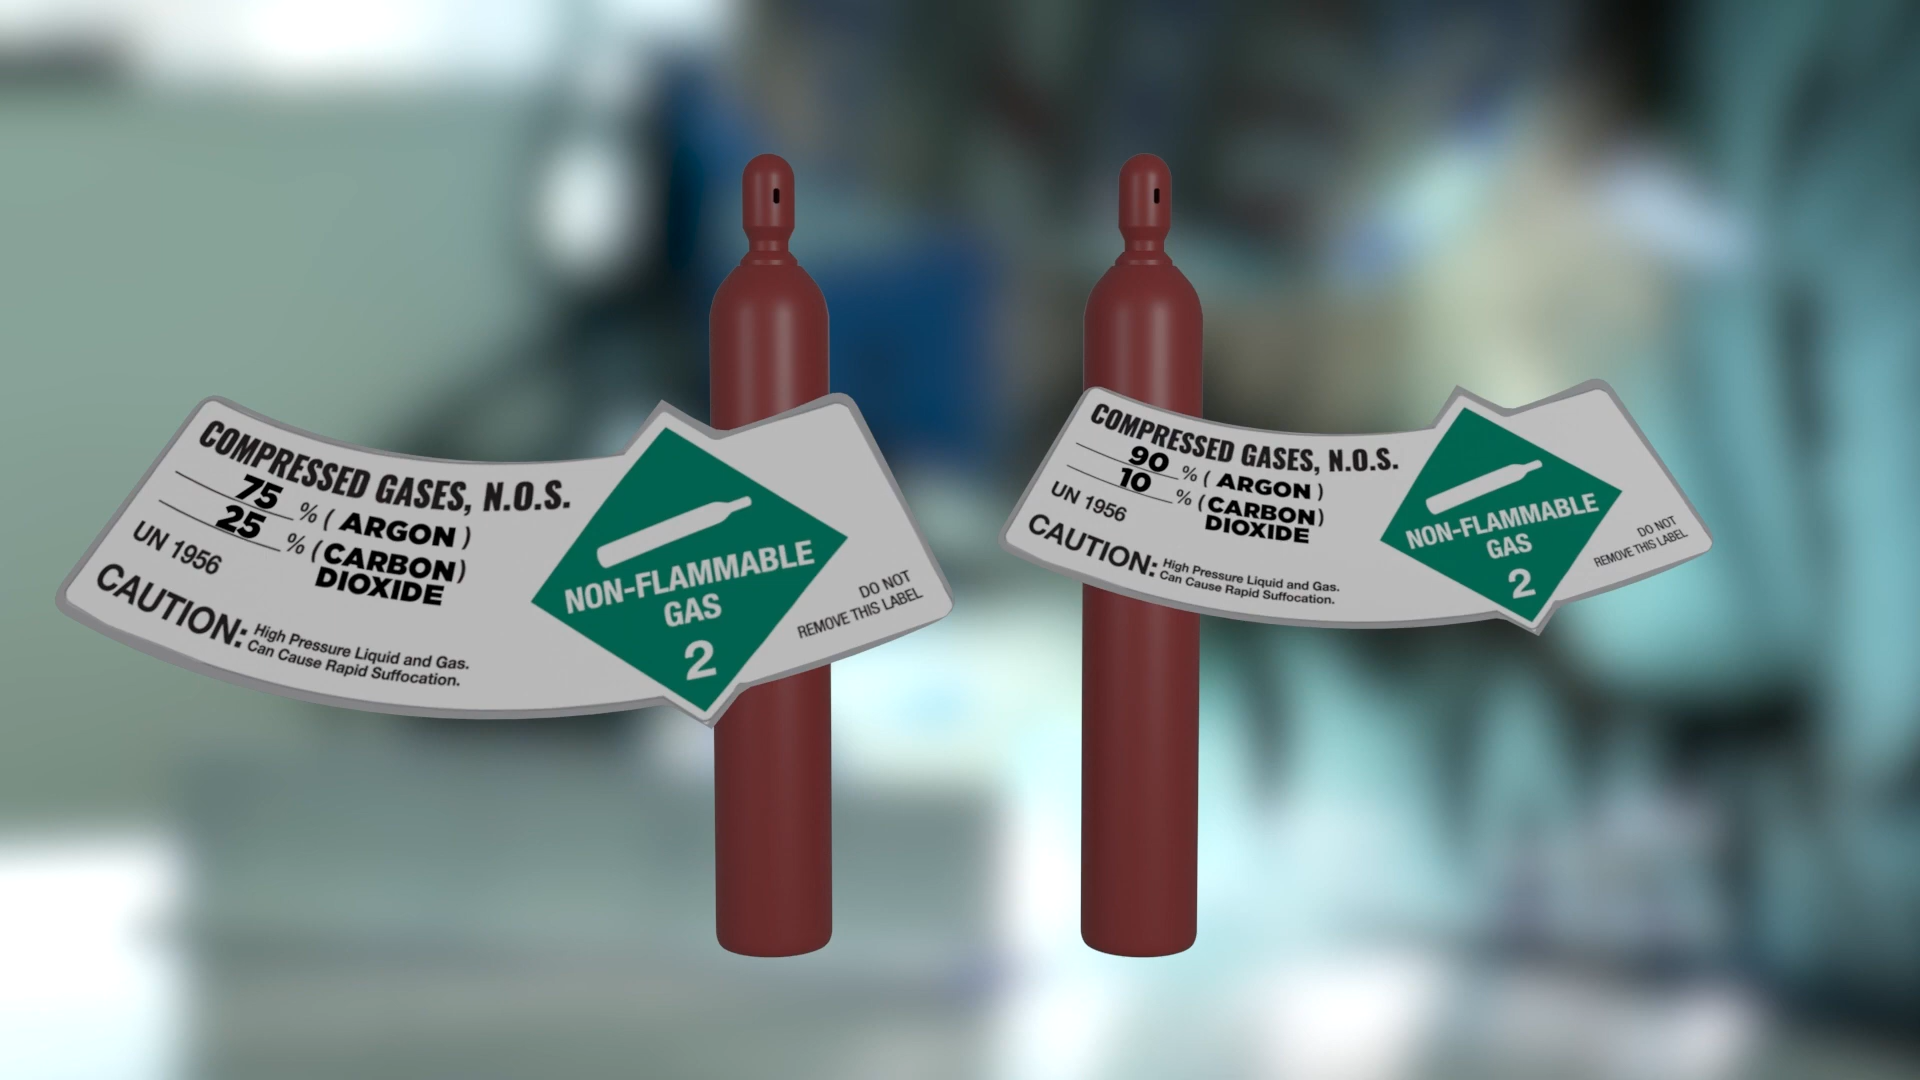 COMPRESSED GASES, N.O.S.
75 % ( ARGON )
25 % (CARBON)
DIOXIDE
UN 1956
CAUTION: High Pressure Liquid and Gas.
Can Cause Rapid Suffocation.
NON-FLAMMABLE
GAS
2
DO NOT
REMOVE THIS LABEL
COMPRESSED GASES, N.O.S.
90 % ( ARGON )
10 % (CARBON)
DIOXIDE
UN 1956
CAUTION: High Pressure Liquid and Gas.
Can Cause Rapid Suffocation.
NON-FLAMMABLE
GAS
2
DO NOT
REMOVE THIS LABEL